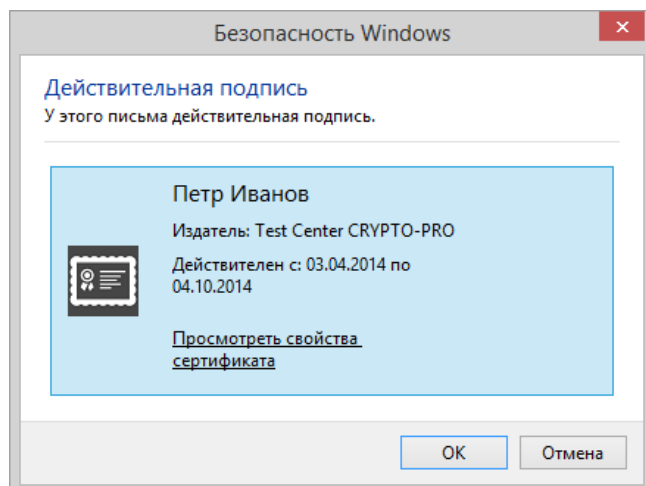 Безопасность Windows
Действительная подпись
У этого письма действительная подпись.
Петр Иванов
Издатель: Test Center CRYPTO-PRO
Действителен с: 03.04.2014 по
04.10.2014
Просмотреть свойства
сертификата
ОК
Отмена